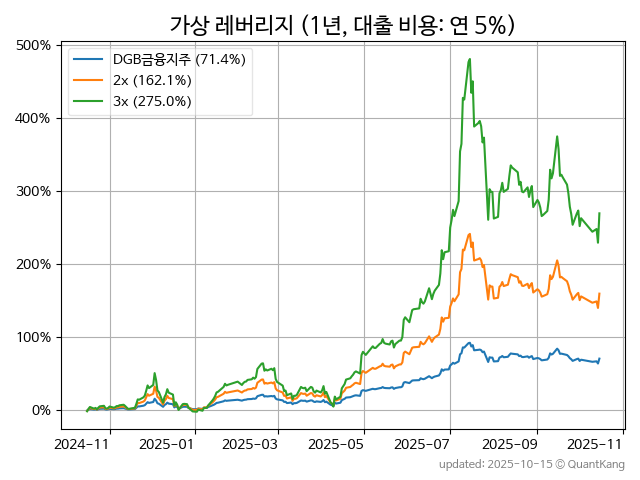 가상 레버리지 (1년, 대출 비용: 연 5%)
500%
400%
300%
200%
100%
0%
DGB금융지주 (71.4%)
2x (162.1%)
3x (275.0%)
2024-11
2025-01
2025-03
2025-05
2025-07
2025-09
2025-11
updated: 2025-10-15 © QuantKang